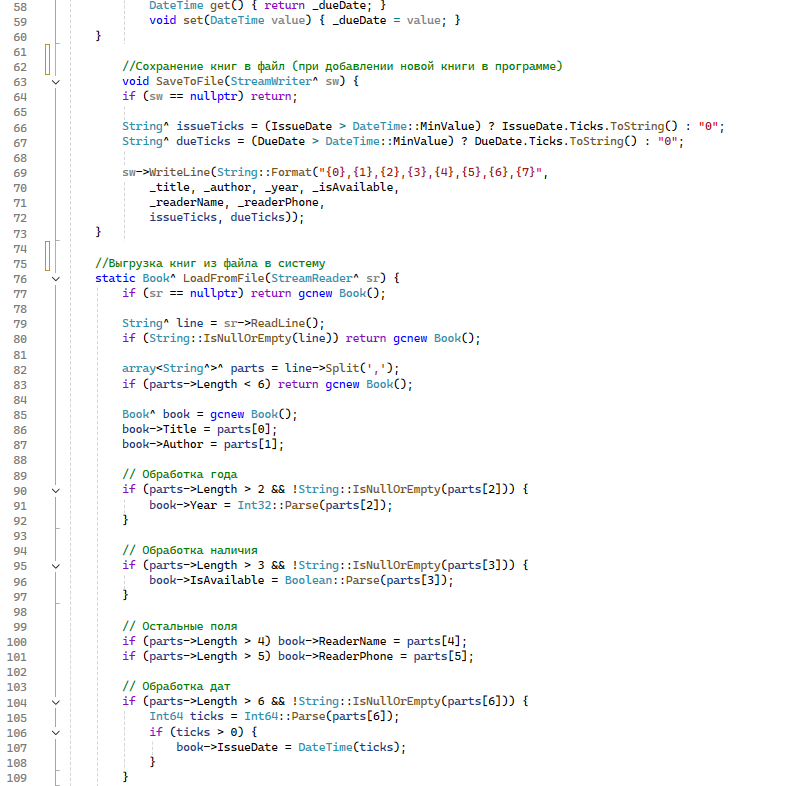 58 DateTime get() { return _dueDate; }
59 void set(DateTime value) { _dueDate = value; }
60 }
61
62 //Сохранение книг в файл (при добавлении новой книги в программе)
63 void SaveToFile(StreamWriter^ sw) {
64 if (sw == nullptr) return;
65
66 String^ issueTicks = (IssueDate > DateTime::MinValue) ? IssueDate.Ticks.ToString() : "0";
67 String^ dueTicks = (DueDate > DateTime::MinValue) ? DueDate.Ticks.ToString() : "0";
68
69 sw->WriteLine(String::Format("{0},{1},{2},{3},{4},{5},{6},{7}",
70 _title, _author, _year, _isAvailable,
71 _readerName, _readerPhone,
72 issueTicks, dueTicks));
73 }
74
75 //Выгрузка книг из файла в систему
76 static Book^ LoadFromFile(StreamReader^ sr) {
77 if (sr == nullptr) return gcnew Book();
78
79 String^ line = sr->ReadLine();
80 if (String::IsNullOrEmpty(line)) return gcnew Book();
81
82 array<String^>^ parts = line->Split(',');
83 if (parts->Length < 6) return gcnew Book();
84
85 Book^ book = gcnew Book();
86 book->Title = parts[0];
87 book->Author = parts[1];
88
89 // Обработка года
90 if (parts->Length > 2 && !String::IsNullOrEmpty(parts[2])) {
91 book->Year = Int32::Parse(parts[2]);
92 }
93
94 // Обработка наличия
95 if (parts->Length > 3 && !String::IsNullOrEmpty(parts[3])) {
96 book->IsAvailable = Boolean::Parse(parts[3]);
97 }
98
99 // Остальные поля
100 if (parts->Length > 4) book->ReaderName = parts[4];
101 if (parts->Length > 5) book->ReaderPhone = parts[5];
102
103 // Обработка дат
104 if (parts->Length > 6 && !String::IsNullOrEmpty(parts[6])) {
105 Int64 ticks = Int64::Parse(parts[6]);
106 if (ticks > 0) {
107 book->IssueDate = DateTime(ticks);
108 }
109 }